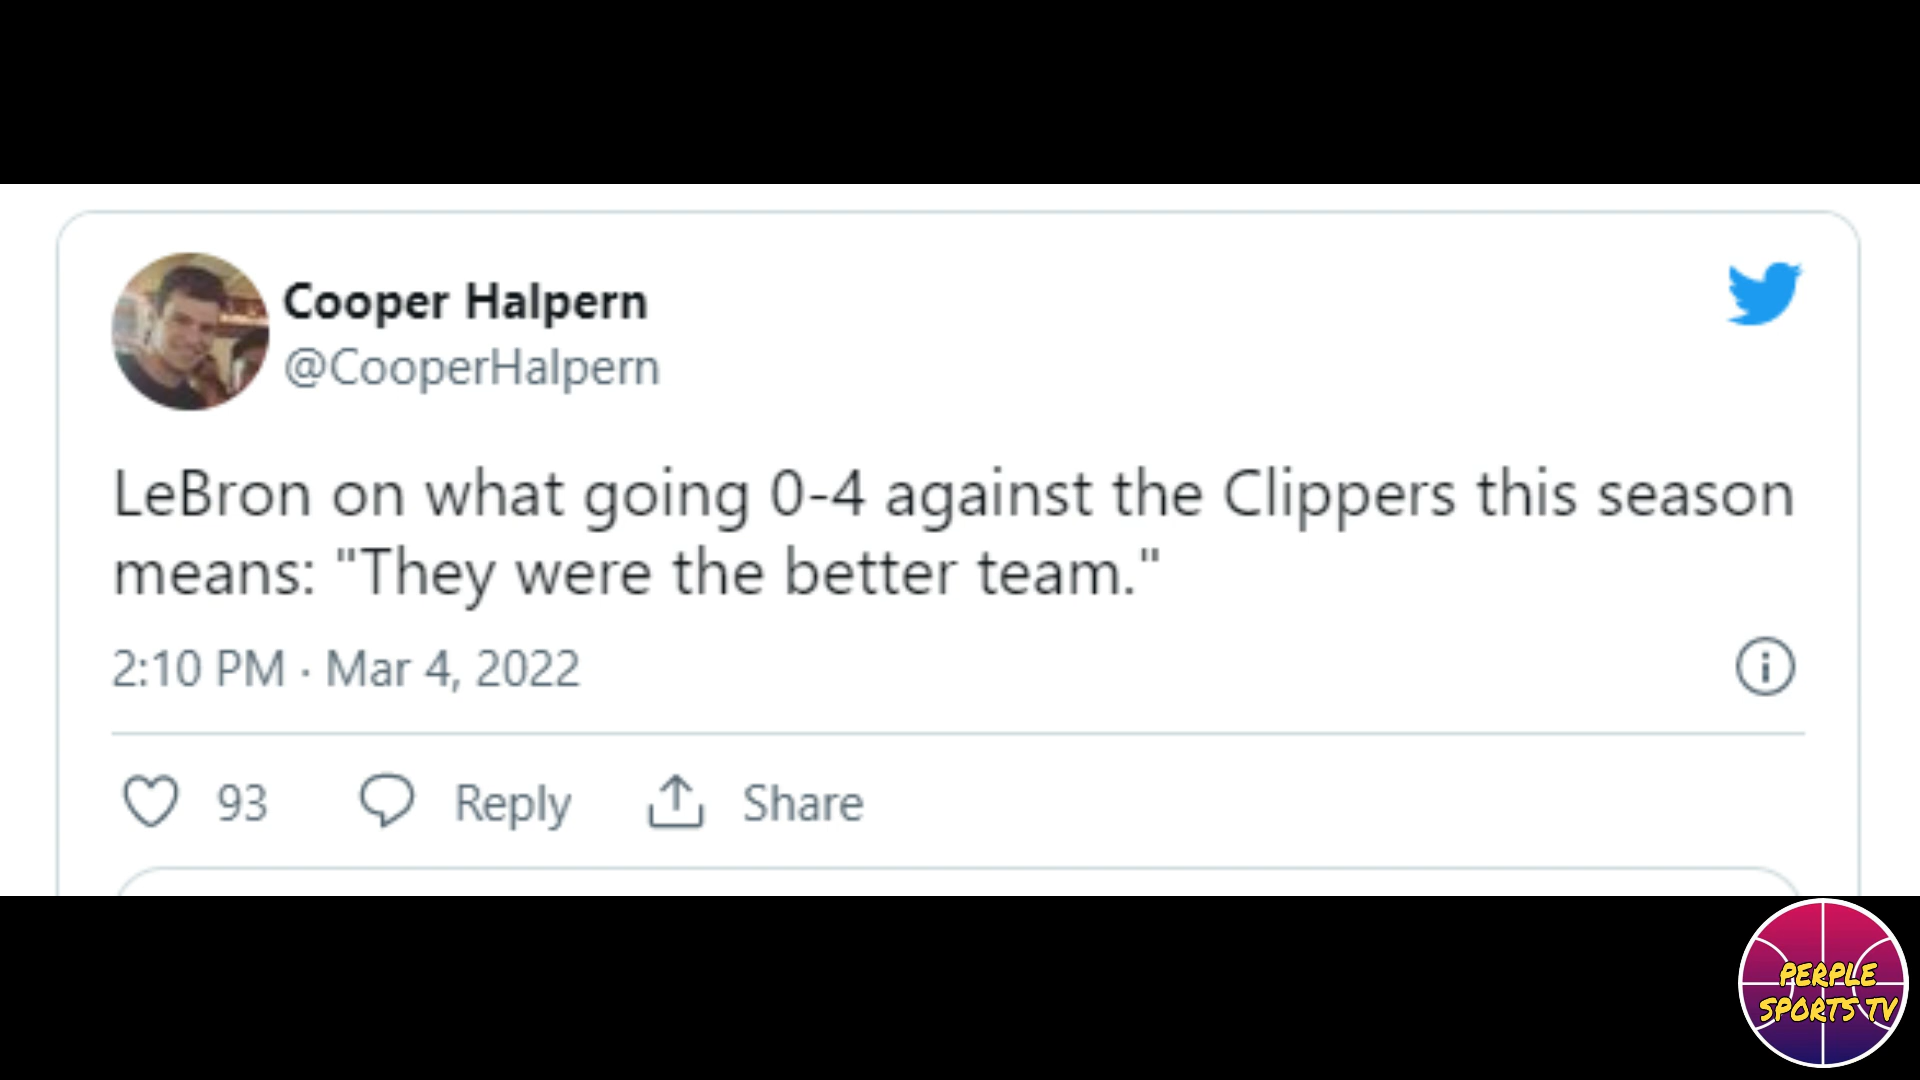 Cooper Halpern
@CooperHalpern
LeBron on what going 0-4 against the Clippers this season
means: "They were the better team."
2:10 PM · Mar 4, 2022
93 Reply Share
PERPLE
SPORTS TV